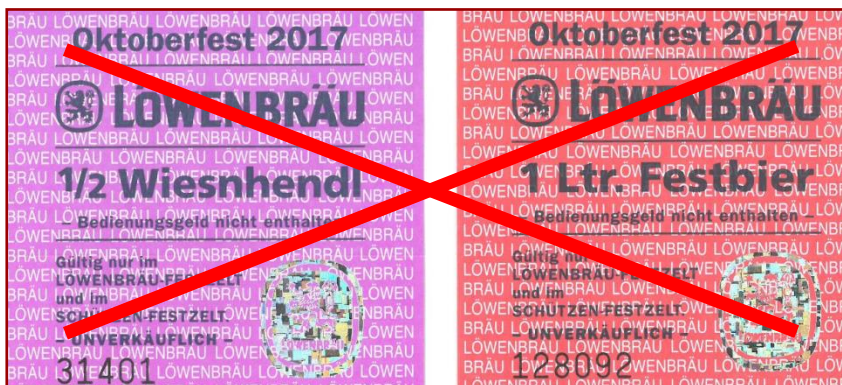 Oktoberfest 2017
LÖWENBRÄU
1/2 Wiesnhendl
– Bedienungsgeld nicht enthalten –
Gültig nur im
LÖWENBRÄU-FESTZELT
und im
SCHÜTZEN-FESTZELT.
– UNVERKÄUFLICH –
31401
Oktoberfest 2017
LÖWENBRÄU
1 Ltr. Festbier
– Bedienungsgeld nicht enthalten –
Gültig nur im
LÖWENBRÄU-FESTZELT
und im
SCHÜTZEN-FESTZELT.
– UNVERKÄUFLICH –
128092